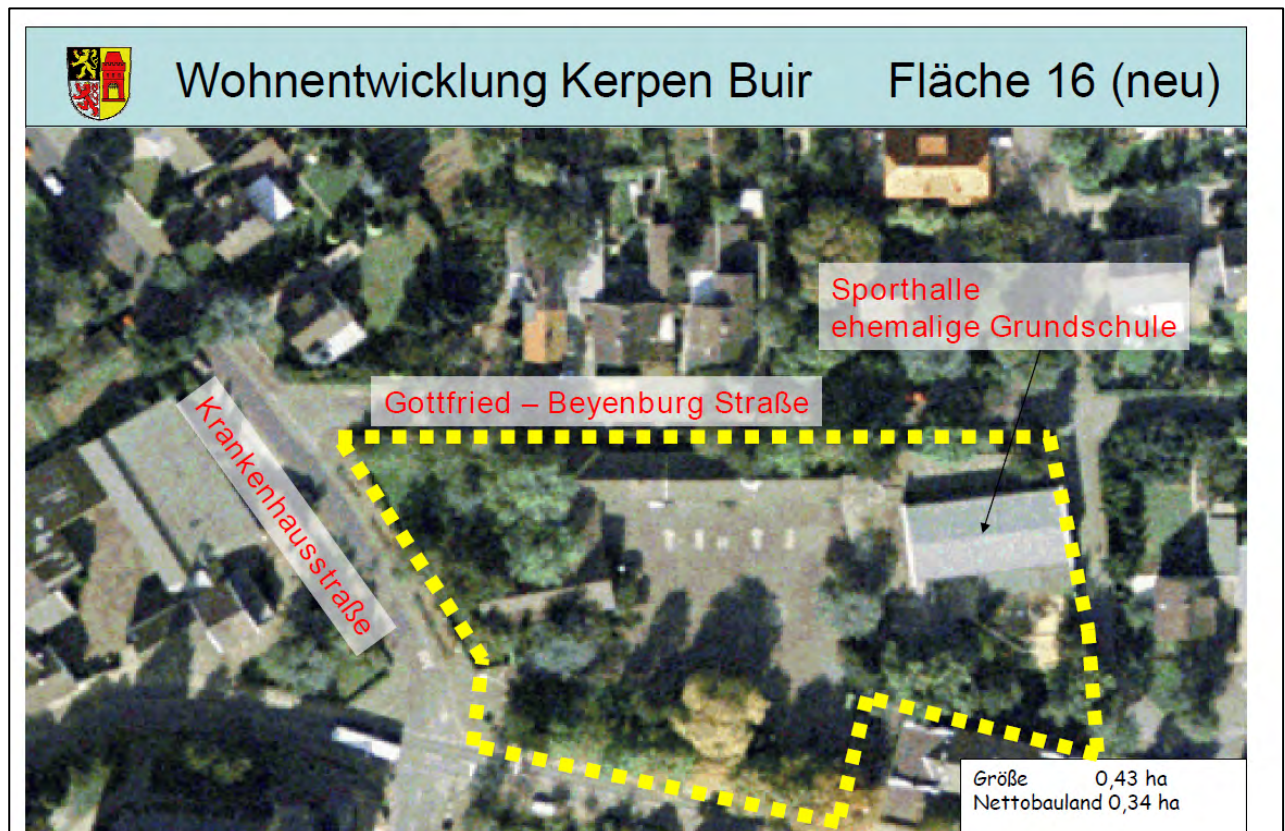 Wohnentwicklung Kerpen Buir Fläche 16 (neu)
Sporthalle
ehemalige Grundschule
Gottfried – Beyenburg Straße
Krankenhausstraße
Größe 0,43 ha
Nettobauland 0,34 ha